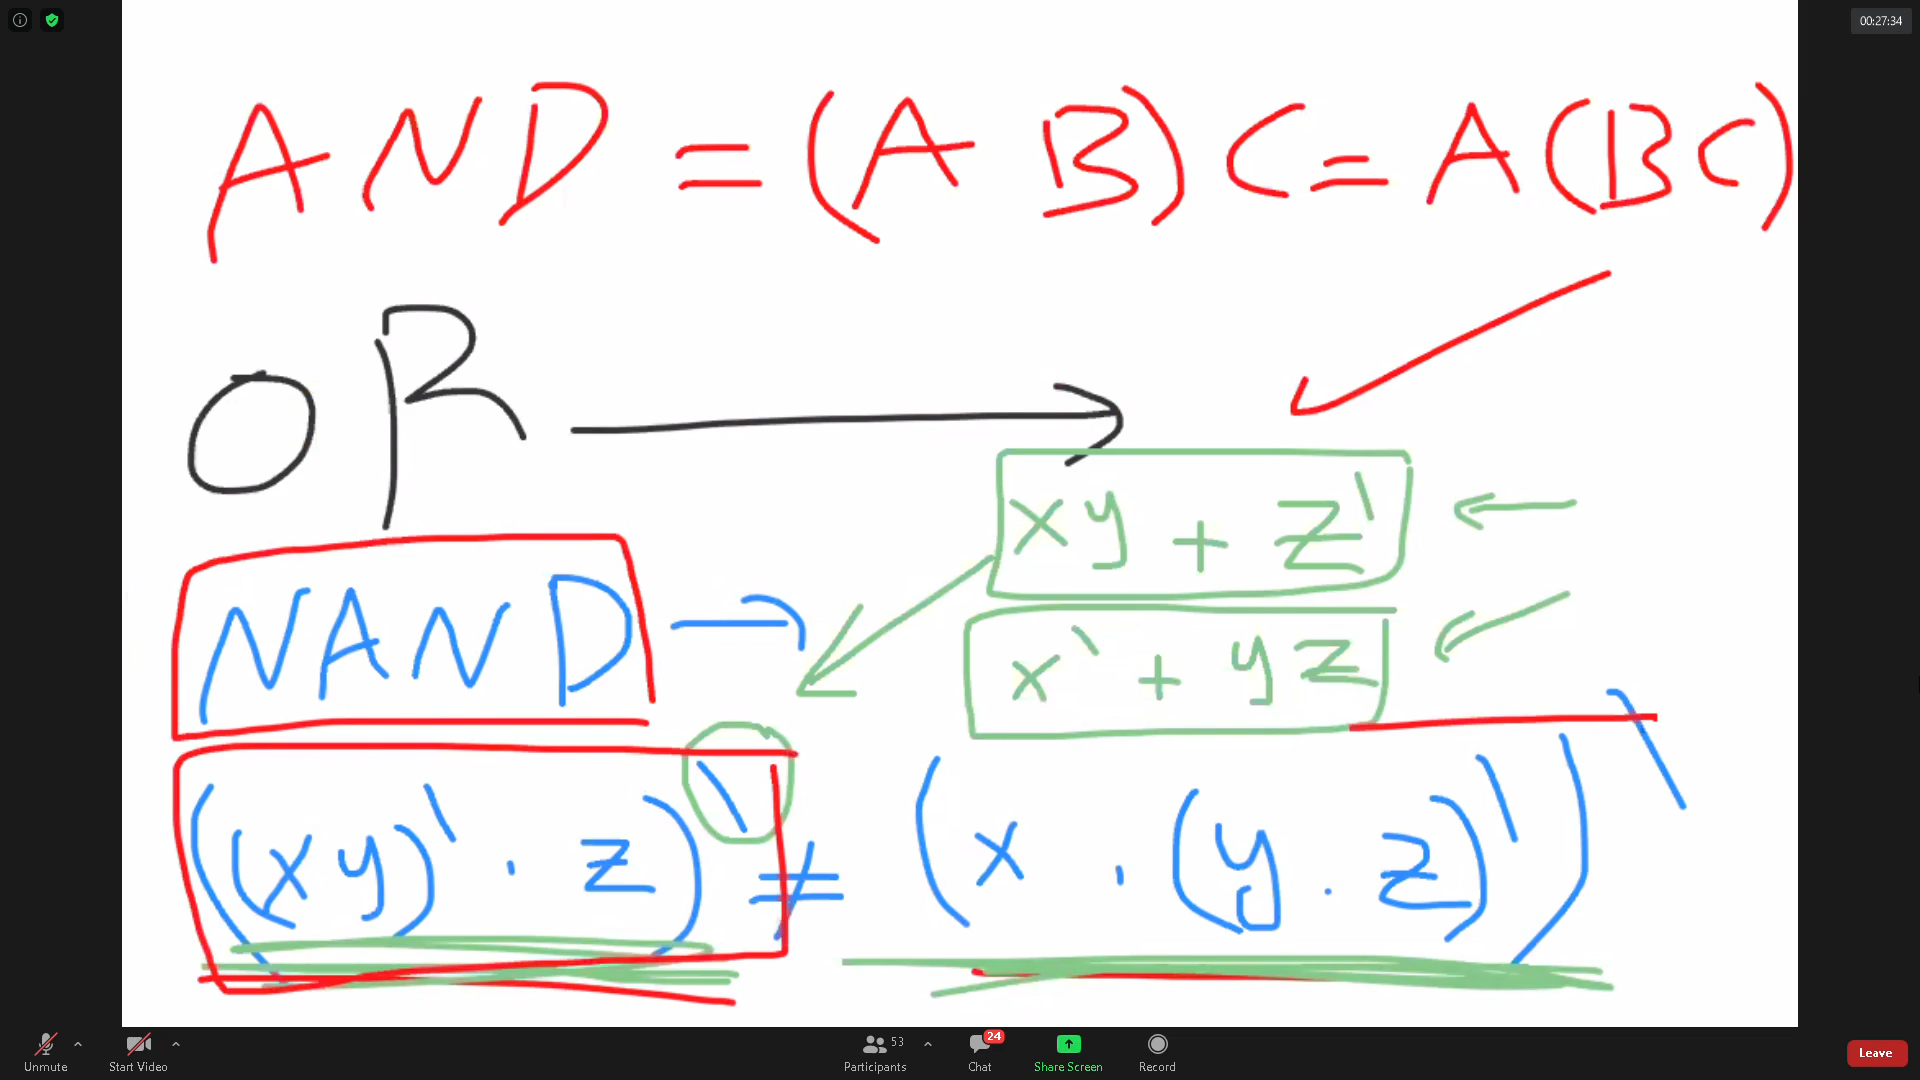 00:27:34
AND = (A B) C = A(BC)
OR
xy + z'
NAND
x' + yz
((xy)' . z)' ≠ (x . (y . z)')'
Unmute
Start Video
53
Participants
24
Chat
Share Screen
Record
Leave